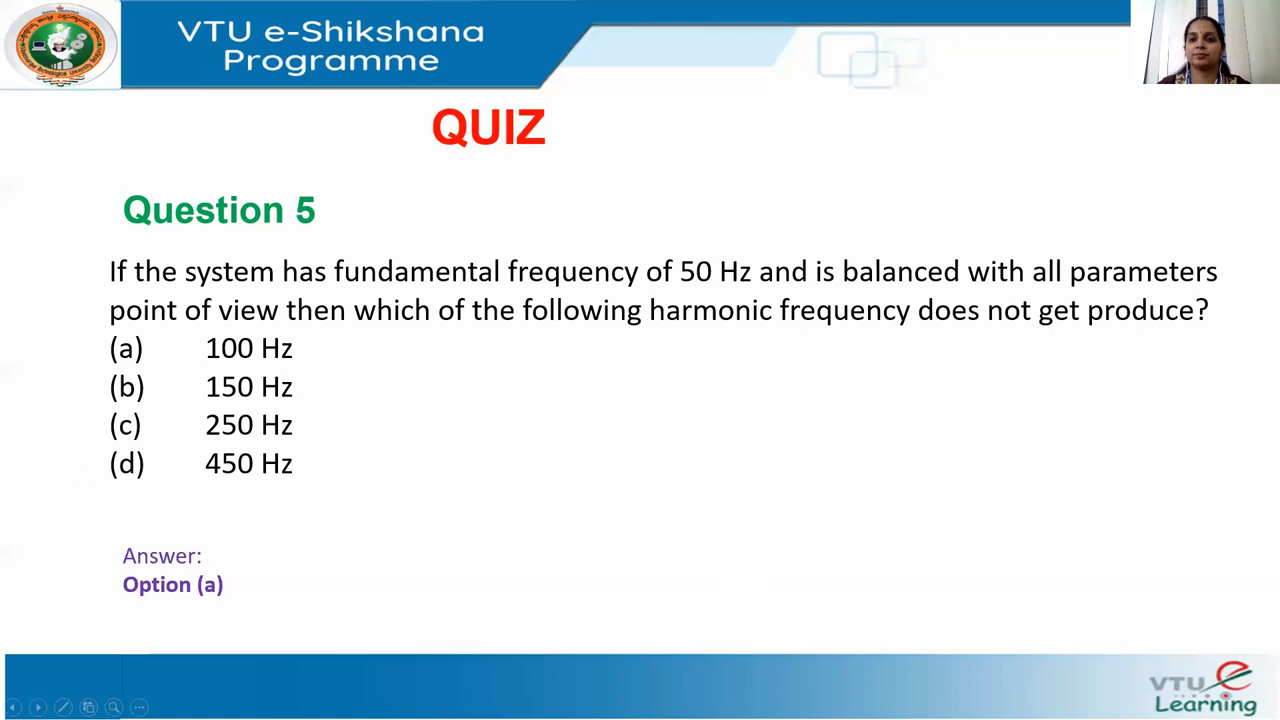 VTU e-Shikshana
Programme
QUIZ
Question 5
If the system has fundamental frequency of 50 Hz and is balanced with all parameters
point of view then which of the following harmonic frequency does not get produce?
(a) 100 Hz
(b) 150 Hz
(c) 250 Hz
(d) 450 Hz
Answer:
Option (a)
VTU e
Learning